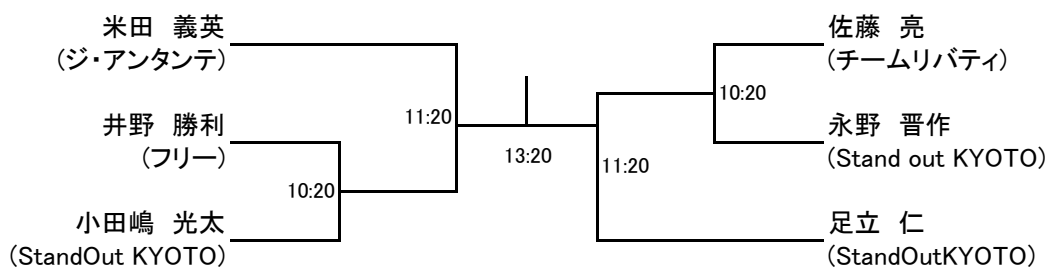 米田　義英
(ジ・アンタンテ)
井野　勝利
(フリー)
小田嶋　光太
(StandOut KYOTO)
11:20
10:20
13:20
佐藤　亮
(チームリバティ)
10:20
永野　晋作
(Stand out KYOTO)
11:20
足立　仁
(StandOutKYOTO)